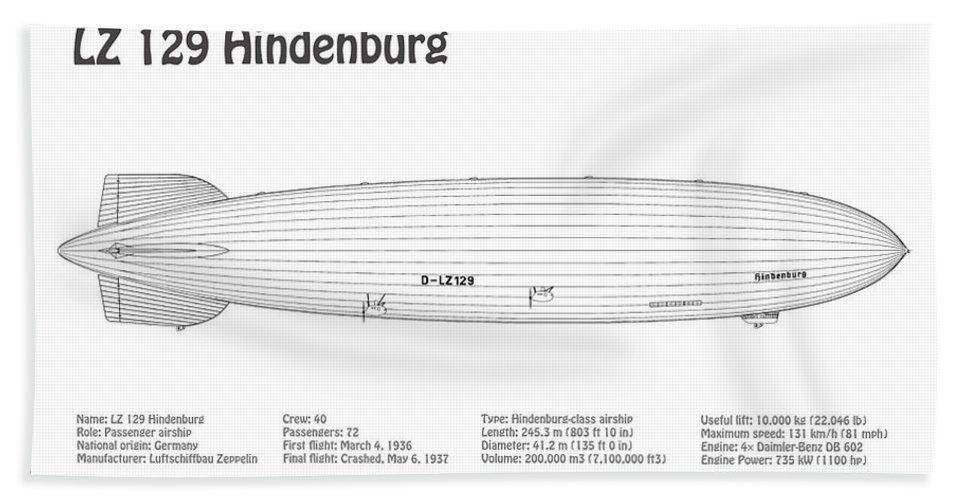 LZ 129 Hindenburg
D-LZ129
Hindenburg
Name: LZ 129 Hindenburg
Role: Passenger airship
National origin: Germany
Manufacturer: Luftschiffbau Zeppelin
Crew: 40
Passengers: 72
First flight: March 4, 1936
Final flight: Crashed, May 6, 1937
Type: Hindenburg-class airship
Length: 245.3 m (803 ft 10 in)
Diameter: 41.2 m (135 ft 0 in)
Volume: 200,000 m3 (7,100,000 ft3)
Useful lift: 10,000 kg (22,046 lb)
Maximum speed: 131 km/h (81 mph)
Engine: 4× Daimler-Benz DB 602
Engine Power: 735 kW (1100 hp)